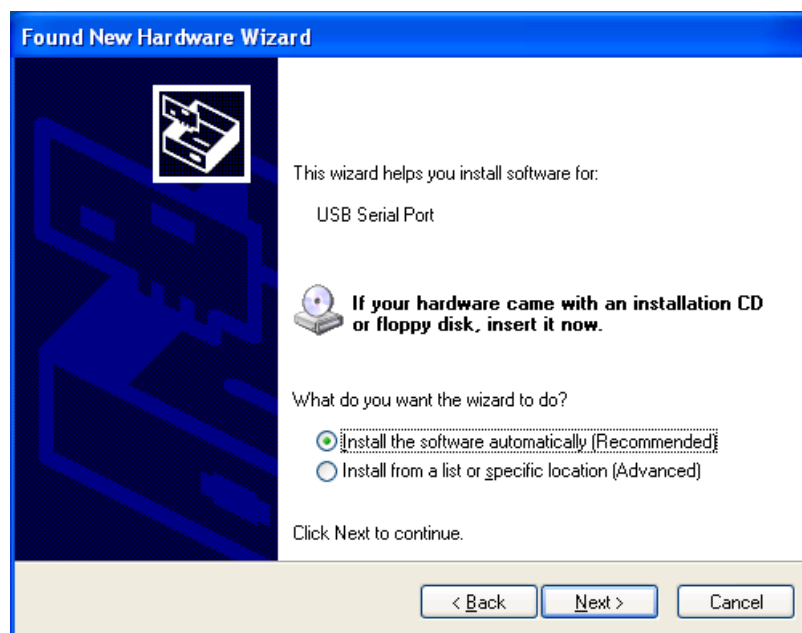 Found New Hardware Wizard
This wizard helps you install software for:
USB Serial Port
If your hardware came with an installation CD
or floppy disk, insert it now.
What do you want the wizard to do?
Install the software automatically (Recommended)
Install from a list or specific location (Advanced)
Click Next to continue.
< Back Next > Cancel